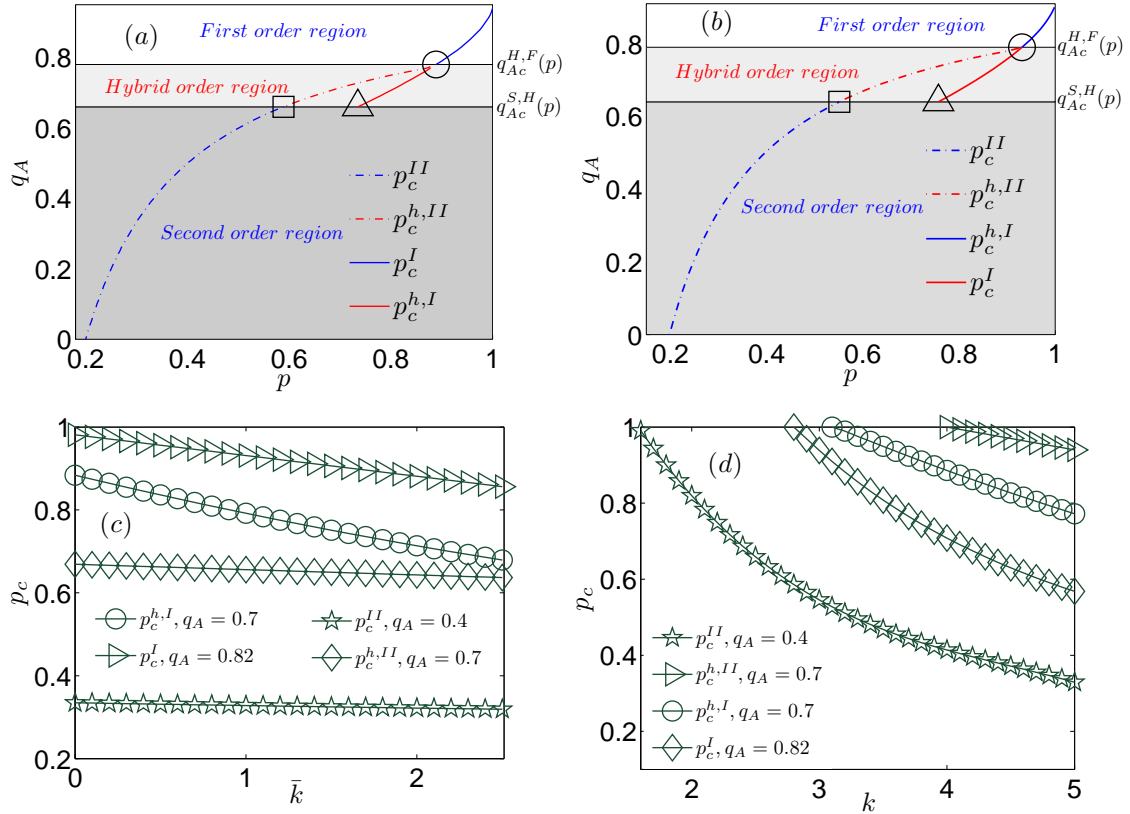 (a)
First order region
Hybrid order region
Second order region
q_A^{H,F}_c(p)
q_A^{S,H}_c(p)
p_c^{II}
p_c^{h,II}
p_c^{I}
p_c^{h,I}
0.8
0.6
0.4
0.2
0
q_A
0.2 0.4 0.6 0.8 1
p
(b)
First order region
Hybrid order region
Second order region
q_{Ac}^{H,F}(p)
q_{Ac}^{S,H}(p)
p_c^{II}
p_c^{h,II}
p_c^{h,I}
p_c^{I}
0.8
0.6
0.4
0.2
0
0.2 0.4 0.6 0.8 1
p
1
0.8
0.6
0.4
0.2
p_c
(c)
p_c^{h,I}, q_A = 0.7
p_c^{I}, q_A = 0.82
p_c^{II}, q_A = 0.4
p_c^{h,II}, q_A = 0.7
0 1 2
k̄
(d)
1
0.8
0.6
0.4
0.2
p_c
p_c^{II}, q_A = 0.4
p_c^{h,II}, q_A = 0.7
p_c^{h,I}, q_A = 0.7
p_c^{I}, q_A = 0.82
2 3 4 5
k